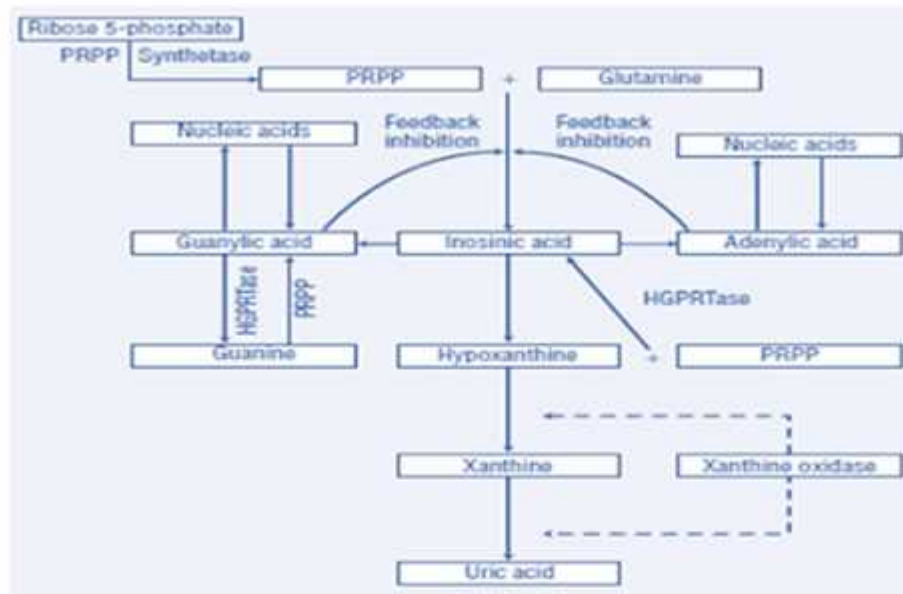 Ribose 5-phosphate
PRPP Synthetase
PRPP + Glutamine
Nucleic acids
Feedback
inhibition
Feedback
inhibition
Nucleic acids
Guanylic acid
Inosinic acid
Adenylic acid
HGPRTase
PRPP
HGPRTase
Guanine
Hypoxanthine + PRPP
Xanthine
Xanthine oxidase
Uric acid